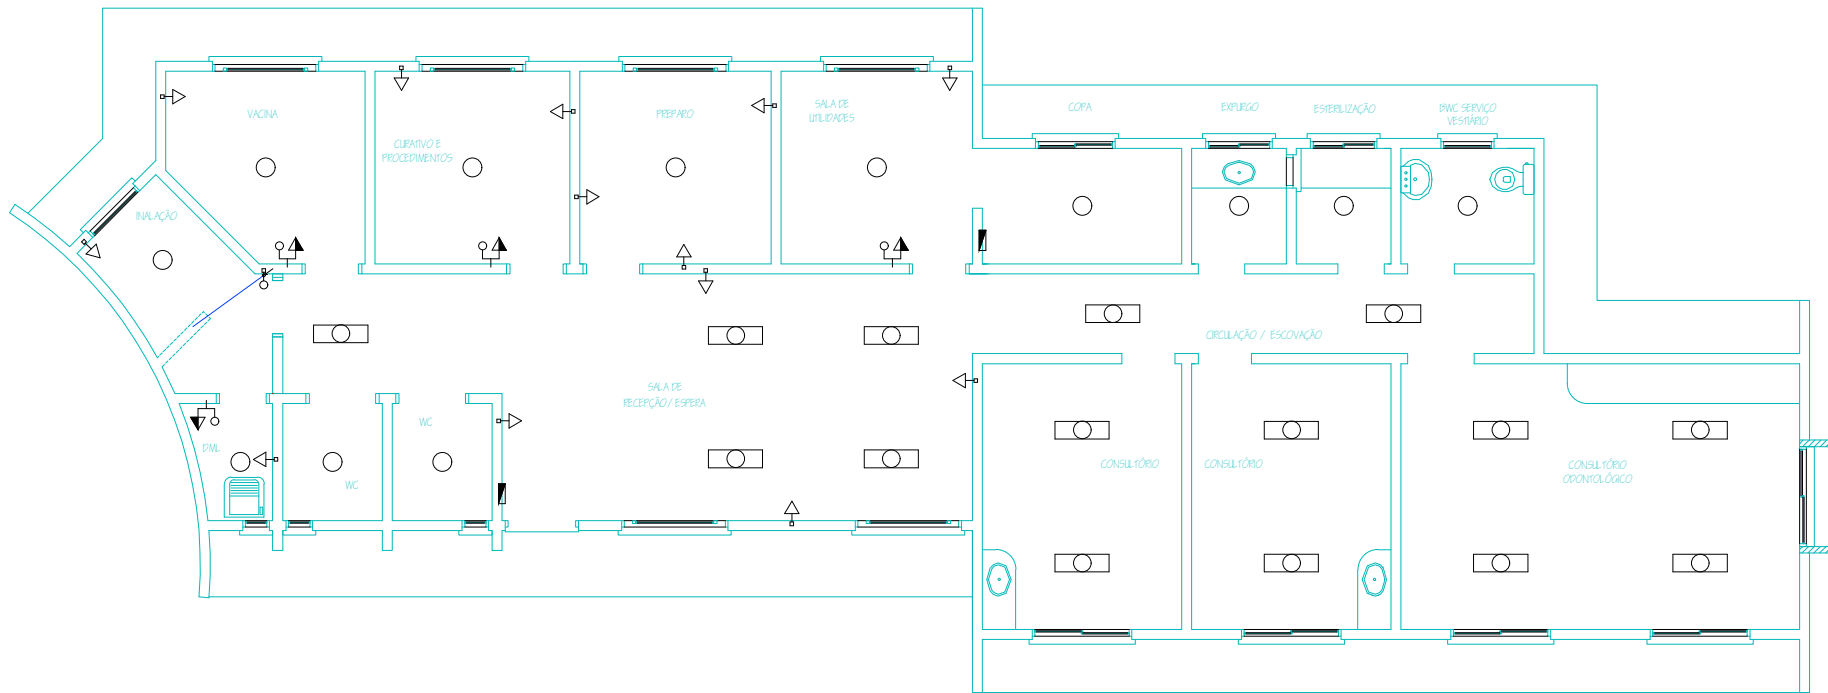 VACINA
CURATIVO E
PROCEDIMENTOS
PREPARO
SALA DE
UTILIDADES
COPA
EXPURGO
ESTERILIZAÇÃO
BWC SERVIÇO
VESTIÁRIO
INALAÇÃO
CIRCULAÇÃO / ESCOVAÇÃO
SALA DE
RECEPÇÃO / ESPERA
DML
WC
WC
CONSULTÓRIO
CONSULTÓRIO
CONSULTÓRIO
ODONTOLÓGICO